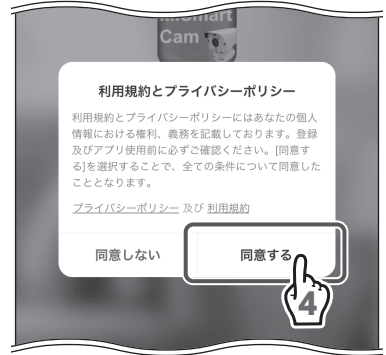 MiSmart
Cam
利用規約とプライバシーポリシー
利用規約とプライバシーポリシーにはあなたの個人
情報における権利、義務を記載しております。登録
及びアプリ使用前に必ずご確認ください。[同意す
る]を選択することで、全ての条件について同意した
こととなります。
プライバシーポリシー 及び 利用規約
同意しない 同意する
4